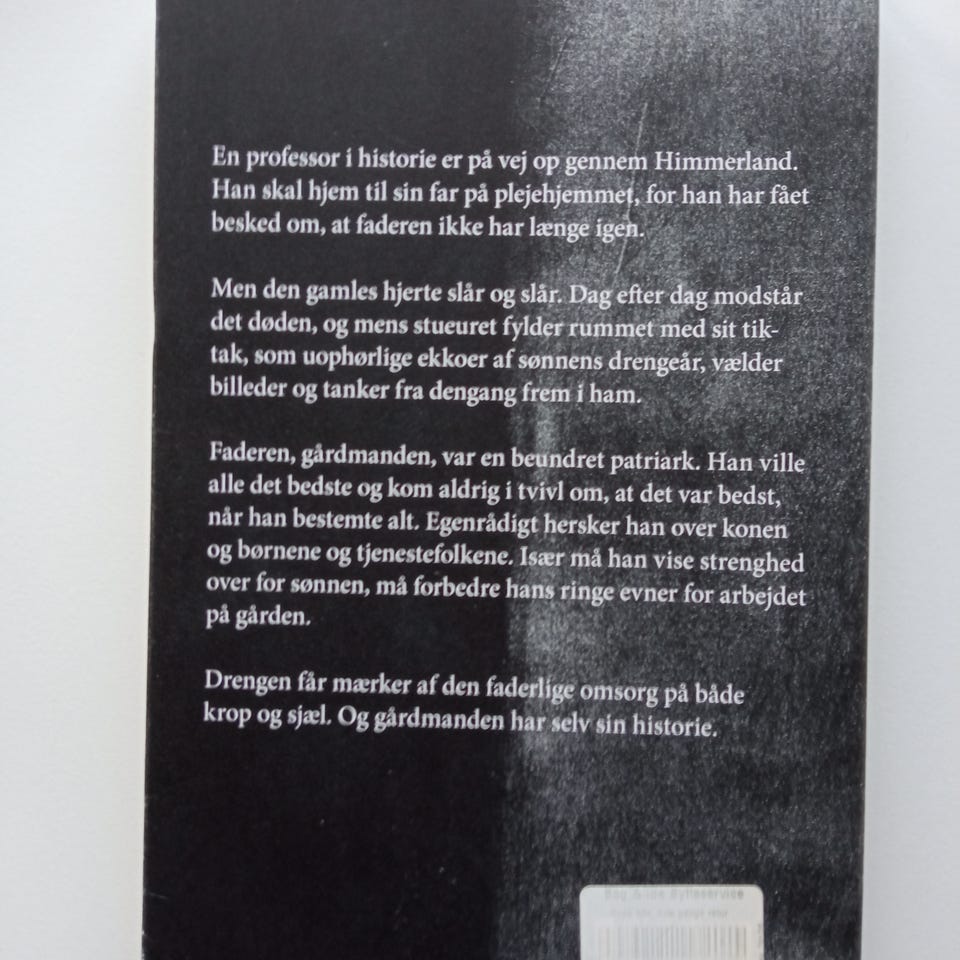 En professor i historie er på vej op gennem Himmerland.
Han skal hjem til sin far på plejehjemmet, for han har fået
besked om, at faderen ikke har længe igen.
Men den gamles hjerte slår og slår. Dag efter dag modstår
det døden, og mens stueuret fylder rummet med sit tik-
tak, som uophørlige ekkoer af sønnens drengeår, vælder
billeder og tanker fra dengang frem i ham.
Faderen, gårdmanden, var en beundret patriark. Han ville
alle det bedste og kom aldrig i tvivl om, at det var bedst,
når han bestemte alt. Egenrådigt hersker han over konen
og børnene og tjenestefolkene. Især må han vise strenghed
over for sønnen, må forbedre hans ringe evner for arbejdet
på gården.
Drengen får mærker af den faderlige omsorg på både
krop og sjæl. Og gårdmanden har selv sin historie.